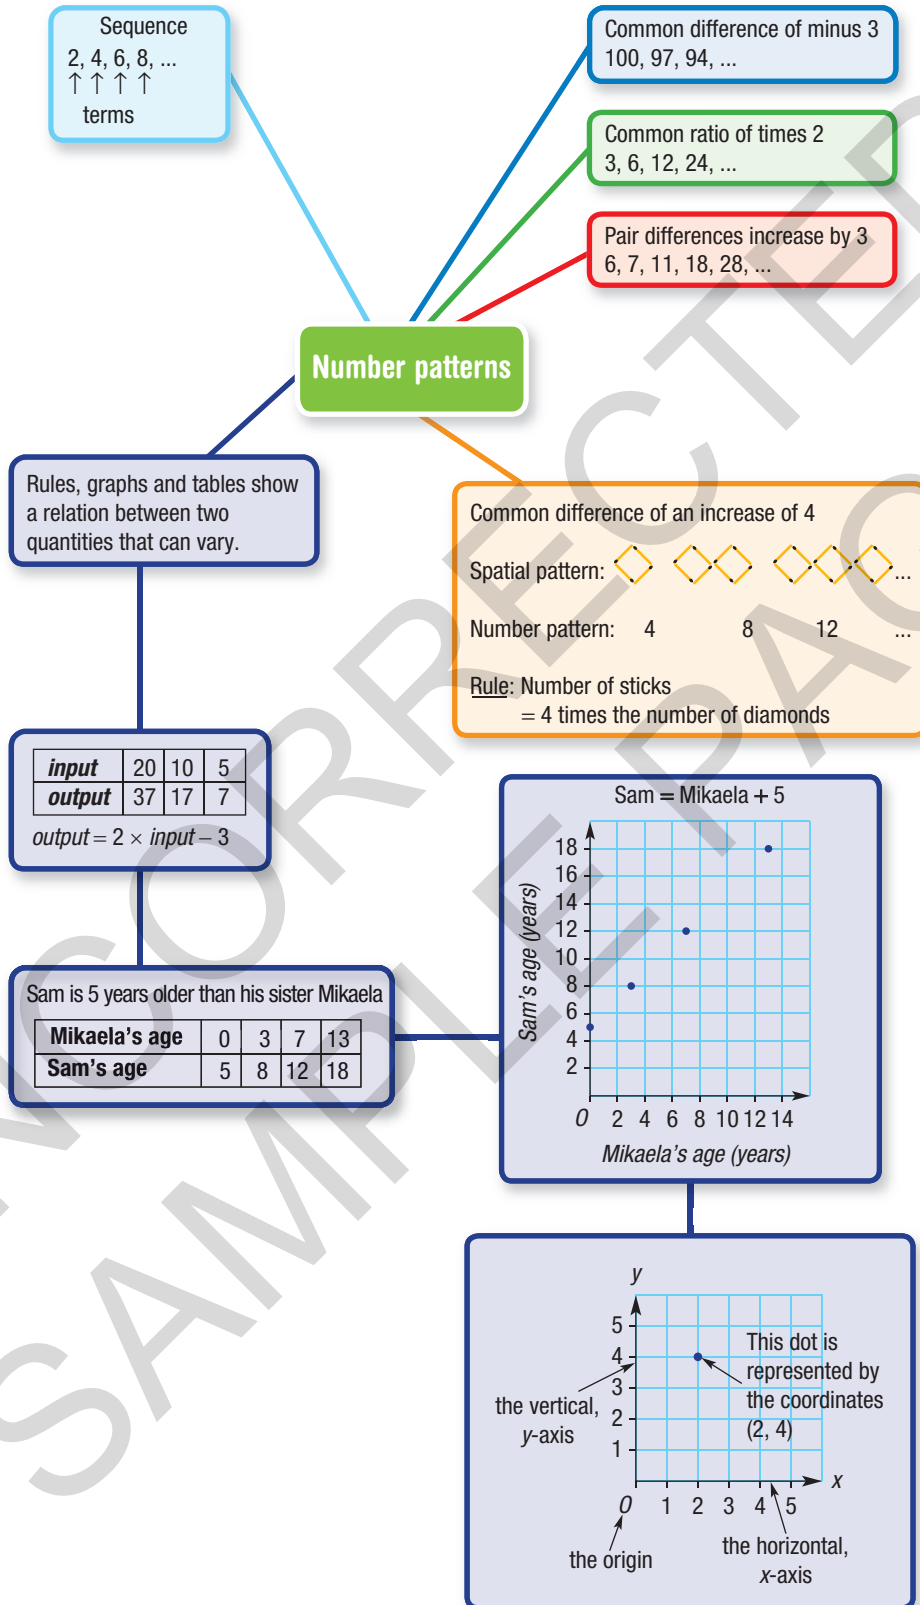 Sequence
2, 4, 6, 8, ...
↑ ↑ ↑ ↑
terms
Common difference of minus 3
100, 97, 94, ...
Common ratio of times 2
3, 6, 12, 24, ...
Pair differences increase by 3
6, 7, 11, 18, 28, ...
Number patterns
Rules, graphs and tables show
a relation between two
quantities that can vary.
Common difference of an increase of 4
Spatial pattern: ...
Number pattern: 4 8 12 ...
Rule: Number of sticks
= 4 times the number of diamonds
input 20 10 5
output 37 17 7
output = 2 × input − 3
Sam is 5 years older than his sister Mikaela
Mikaela's age 0 3 7 13
Sam's age 5 8 12 18
Sam = Mikaela + 5
Sam's age (years)
18
16
14
12
10
8
6
4
2
0 2 4 6 8 10 12 14
Mikaela's age (years)
y
5
4
3
2
1
0 1 2 3 4 5
x
This dot is
represented by
the coordinates
(2, 4)
the vertical,
y-axis
the origin
the horizontal,
x-axis
SAMPLE